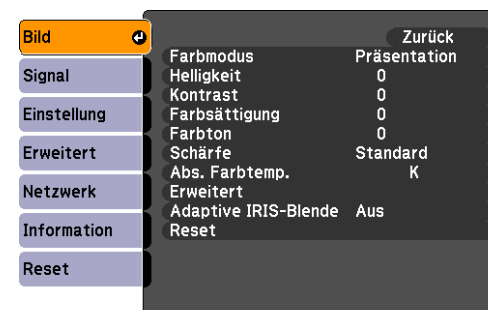 Bild
Signal
Einstellung
Erweitert
Netzwerk
Information
Reset
Zurück
Farbmodus Präsentation
Helligkeit 0
Kontrast 0
Farbsättigung 0
Farbton 0
Schärfe Standard
Abs. Farbtemp. K
Erweitert
Adaptive IRIS-Blende Aus
Reset